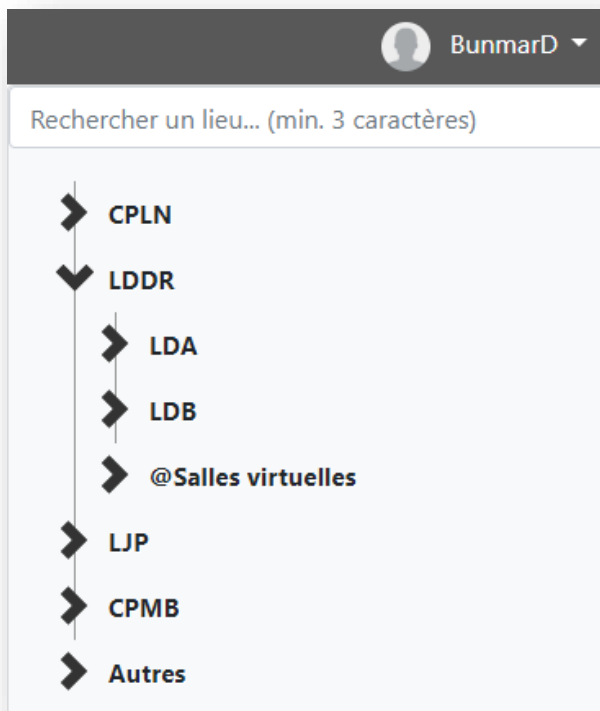 BunmarD
Rechercher un lieu... (min. 3 caractères)
CPLN
LDDR
LDA
LDB
@Salles virtuelles
LJP
CPMB
Autres